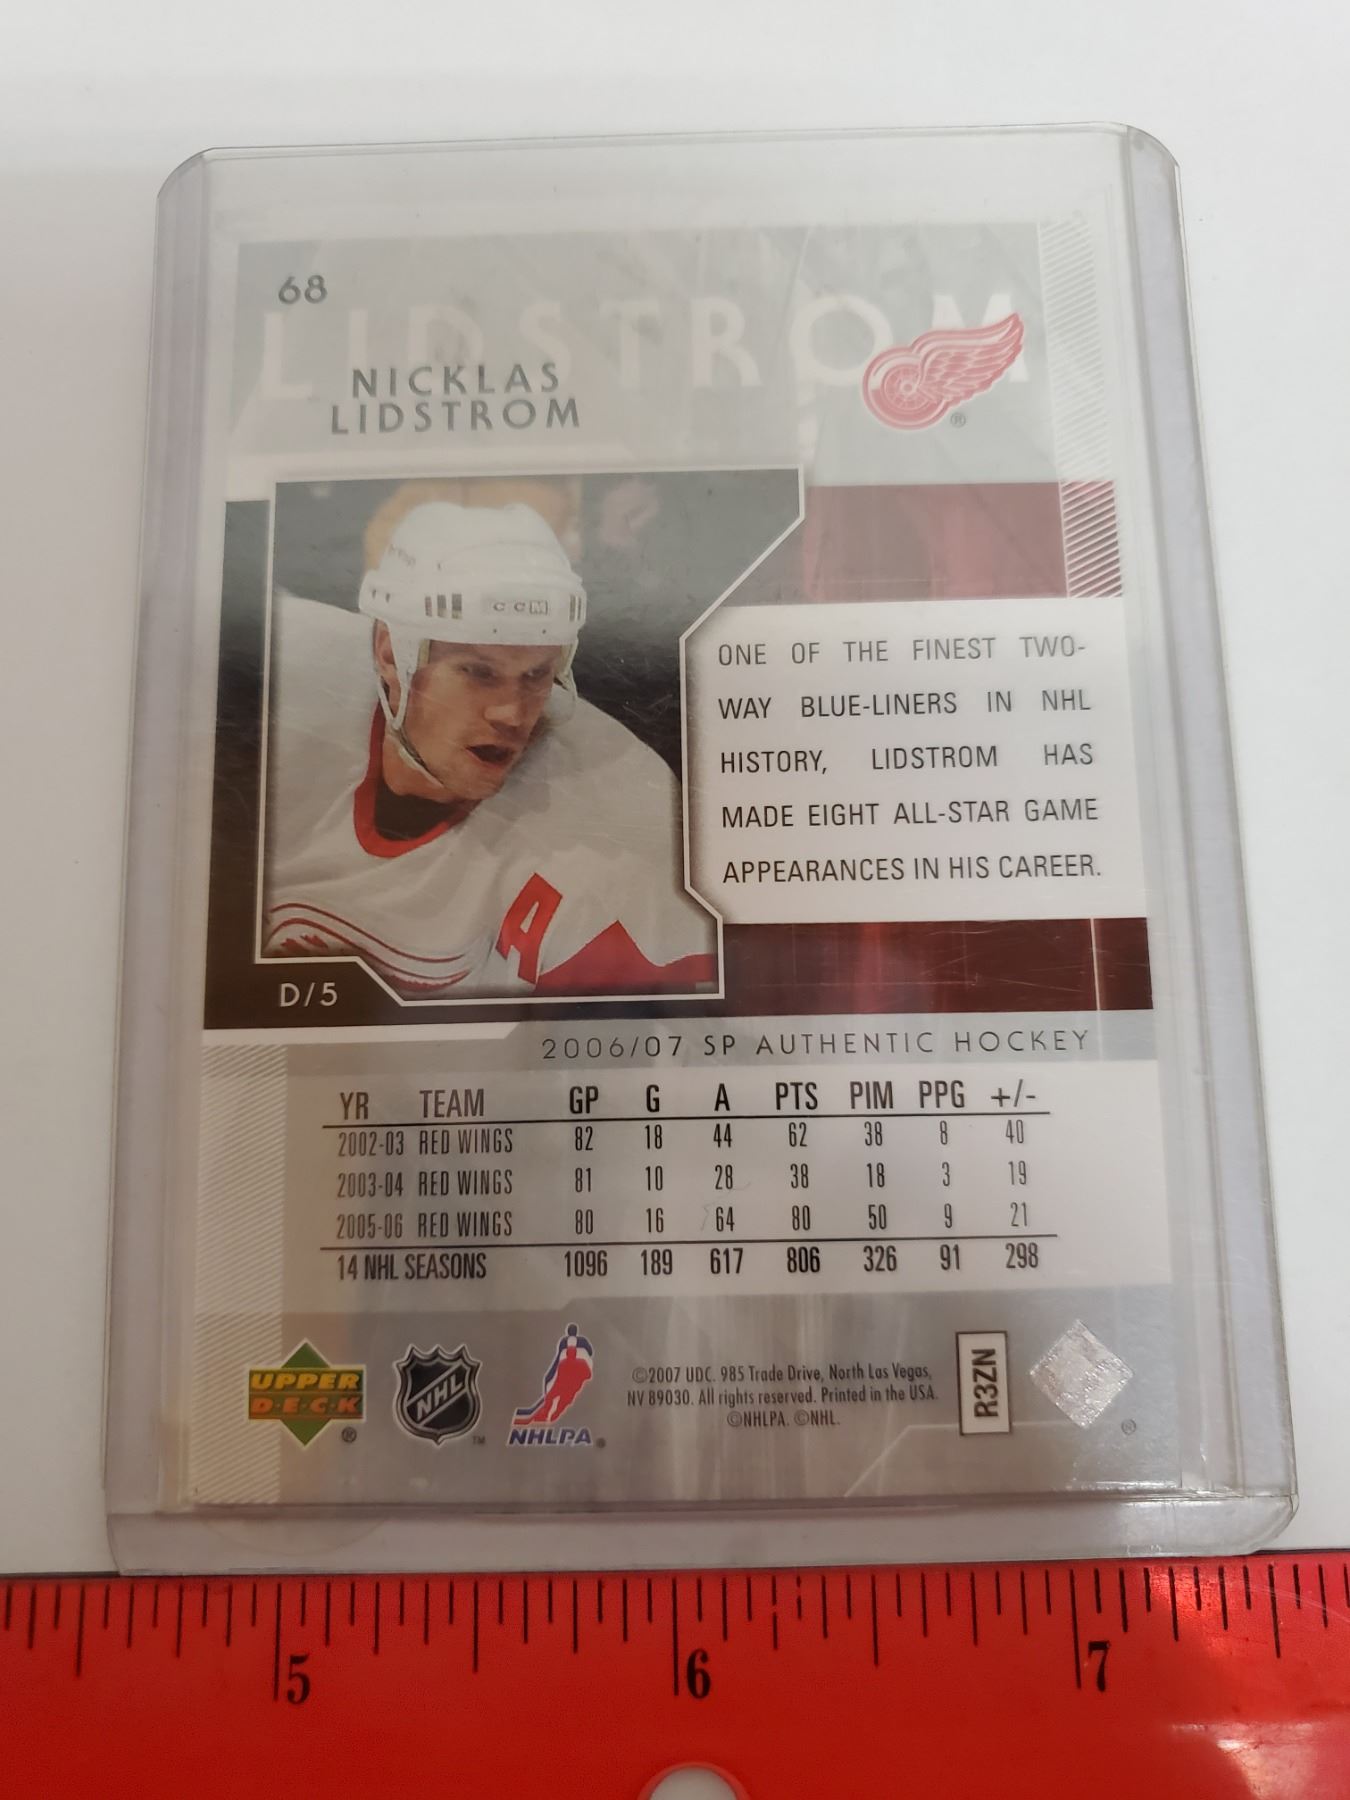 68
LIDSTROM
NICKLAS
LIDSTROM
®
CCM
ONE OF THE FINEST TWO-
WAY BLUE-LINERS IN NHL
HISTORY, LIDSTROM HAS
MADE EIGHT ALL-STAR GAME
APPEARANCES IN HIS CAREER.
A
D/5
2006/07 SP AUTHENTIC HOCKEY
YR TEAM GP G A PTS PIM PPG +/-
2002-03 RED WINGS 82 18 44 62 38 8 40
2003-04 RED WINGS 81 10 28 38 18 3 19
2005-06 RED WINGS 80 16 64 80 50 9 21
14 NHL SEASONS 1096 189 617 806 326 91 298
UPPER
D·E·C·K
®
NHL
™
NHLPA
®
©2007 UDC. 985 Trade Drive, North Las Vegas,
NV 89030. All rights reserved. Printed in the USA.
©NHLPA. ©NHL.
R3ZN
®
5 6 7